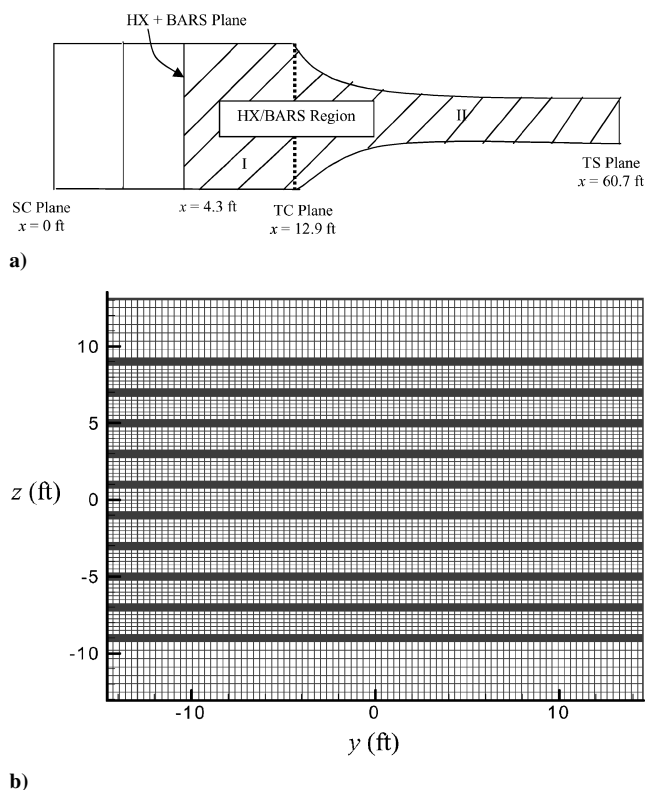 HX + BARS Plane
HX/BARS Region
I
II
SC Plane
x = 0 ft
x = 4.3 ft
TC Plane
x = 12.9 ft
TS Plane
x = 60.7 ft
a)
10
5
0
-5
-10
z (ft)
-10
0
10
y (ft)
b)